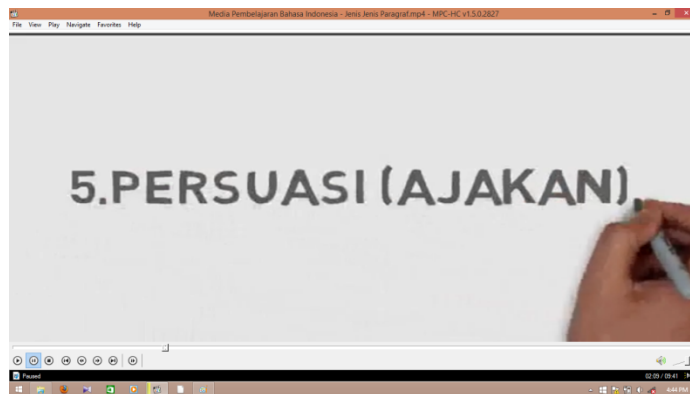 Media Pembelajaran Bahasa Indonesia - Jenis Jenis Paragraf.mp4 - MPC-HC v1.5.0.2827
File View Play Navigate Favorites Help
5.PERSUASI (AJAKAN)
Paused
02:09 / 09:41
4:44 PM